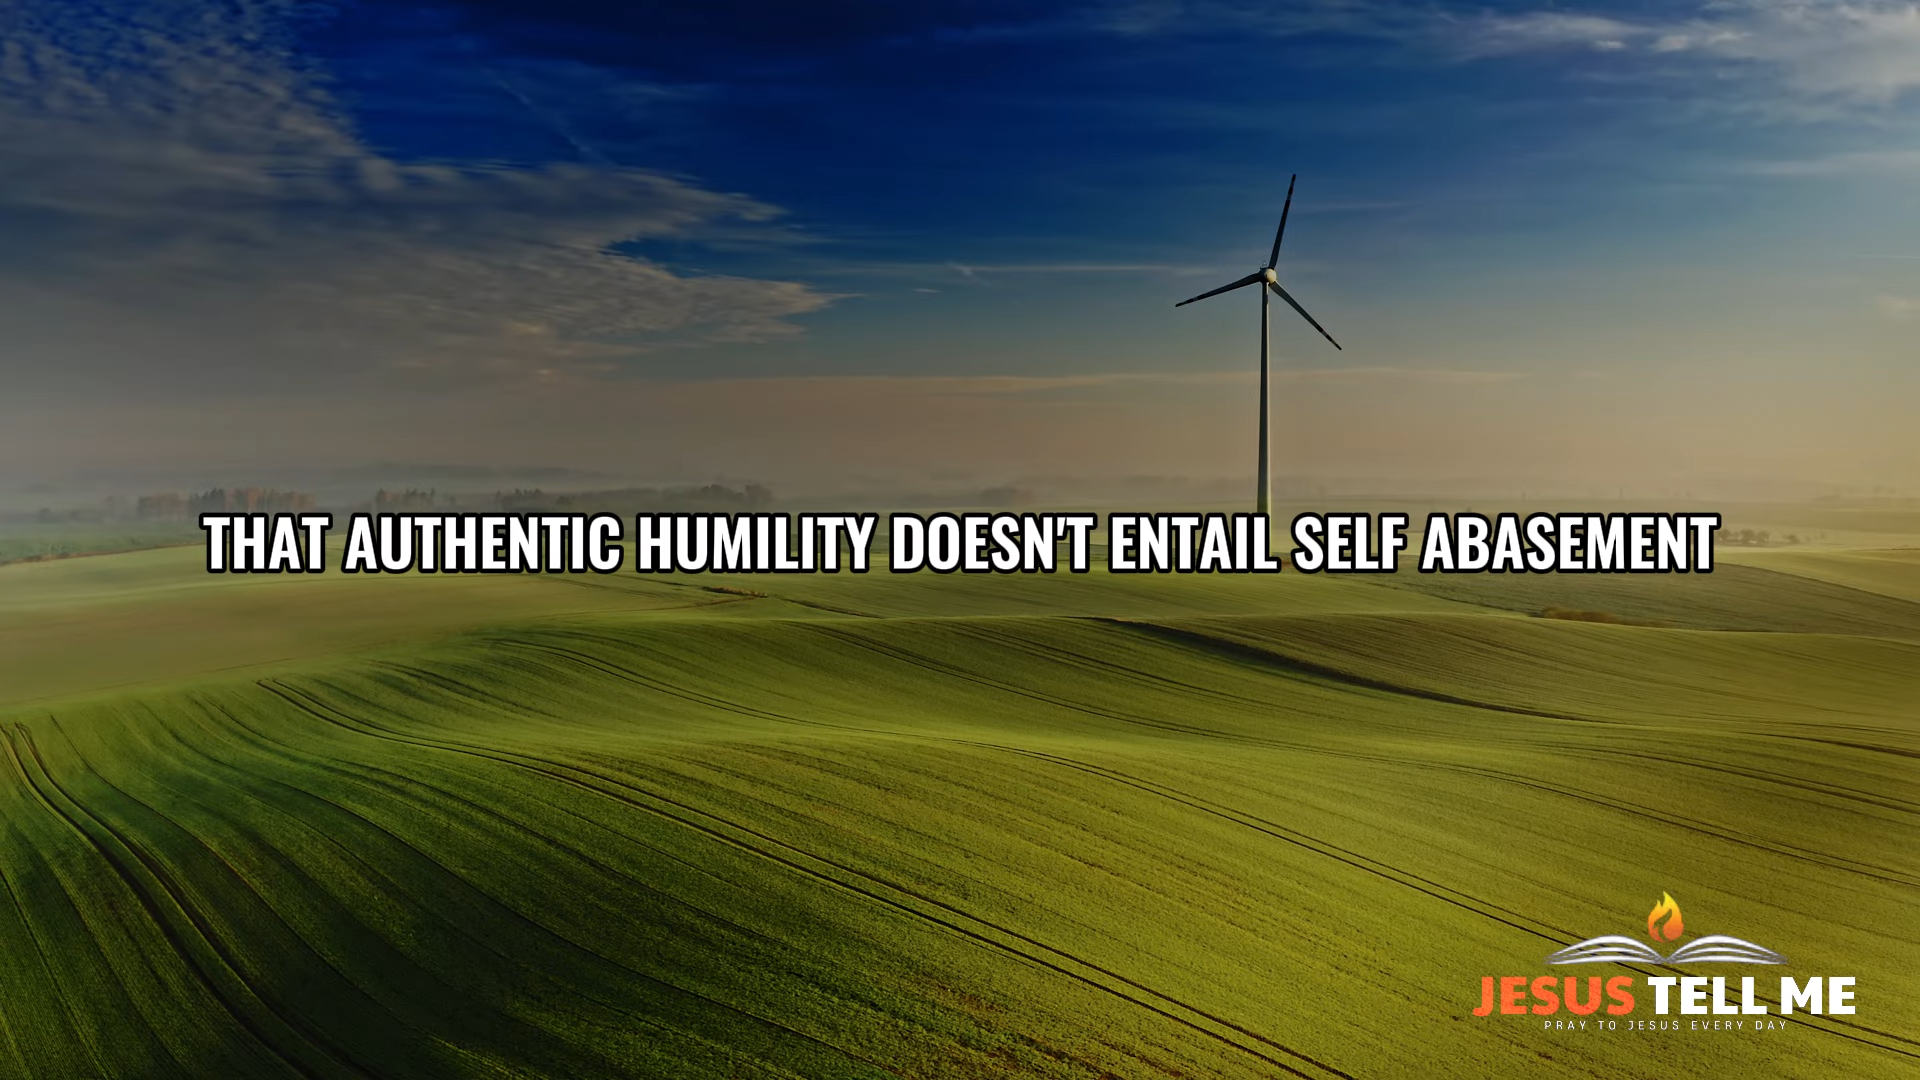 THAT AUTHENTIC HUMILITY DOESN'T ENTAIL SELF ABASEMENT
JESUS TELL ME
PRAY TO JESUS EVERY DAY